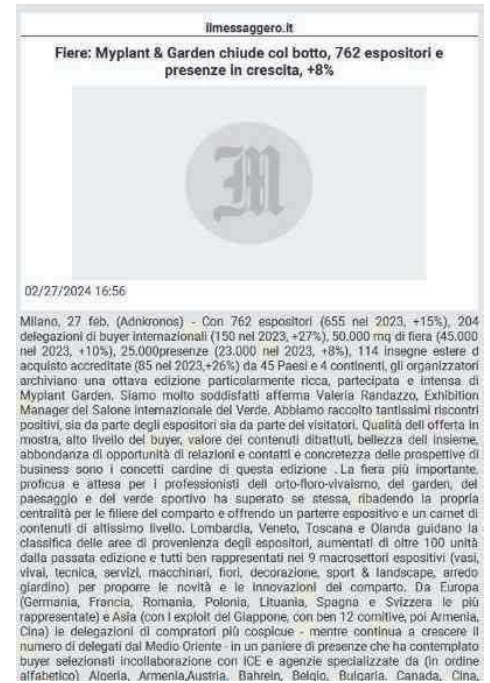 ilmessaggero.it
Fiere: Myplant & Garden chiude col botto, 762 espositori e
presenze in crescita, +8%
M
02/27/2024 16:56
Milano, 27 feb. (Adnkronos) - Con 762 espositori (655 nel 2023, +15%), 204
delegazioni di buyer internazionali (150 nel 2023, +27%), 50.000 mq di fiera (45.000
nel 2023, +10%), 25.000presenze (23.000 nel 2023, +8%), 114 insegne estere d
acquisto accreditate (85 nel 2023,+26%) da 45 Paesi e 4 continenti, gli organizzatori
archiviano una ottava edizione particolarmente ricca, partecipata e intensa di
Myplant Garden. Siamo molto soddisfatti afferma Valeria Randazzo, Exhibition
Manager del Salone internazionale del Verde. Abbiamo raccolto tantissimi riscontri
positivi, sia da parte degli espositori sia da parte dei visitatori. Qualità dell offerta in
mostra, alto livello dei buyer, valore dei contenuti dibattuti, bellezza dell insieme,
abbondanza di opportunità di relazioni e contatti e concretezza delle prospettive di
business sono i concetti cardine di questa edizione . La fiera più importante,
proficua e attesa per i professionisti dell orto-floro-vivaismo, del garden, del
paesaggio e del verde sportivo ha superato se stessa, ribadendo la propria
centralità per le filiere del comparto e offrendo un parterre espositivo e un carnet di
contenuti di altissimo livello. Lombardia, Veneto, Toscana e Olanda guidano la
classifica delle aree di provenienza degli espositori, aumentati di oltre 100 unità
dalla passata edizione e tutti ben rappresentati nei 9 macrosettori espositivi (vasi,
vivai, tecnica, servizi, macchinari, fiori, decorazione, sport & landscape, arredo
giardino) per proporre le novità e le innovazioni del comparto. Da Europa
(Germania, Francia, Romania, Polonia, Lituania, Spagna e Svizzera le più
rappresentate) e Asia (con l exploit del Giappone, con ben 12 comitive, poi Armenia,
Cina) le delegazioni di compratori più cospicue - mentre continua a crescere il
numero di delegati dal Medio Oriente - in un paniere di presenze che ha contemplato
buyer selezionati incollaborazione con ICE e agenzie specializzate da (in ordine
alfabetico) Algeria, Armenia,Austria, Bahrein, Belgio, Bulgaria, Canada, Cina,